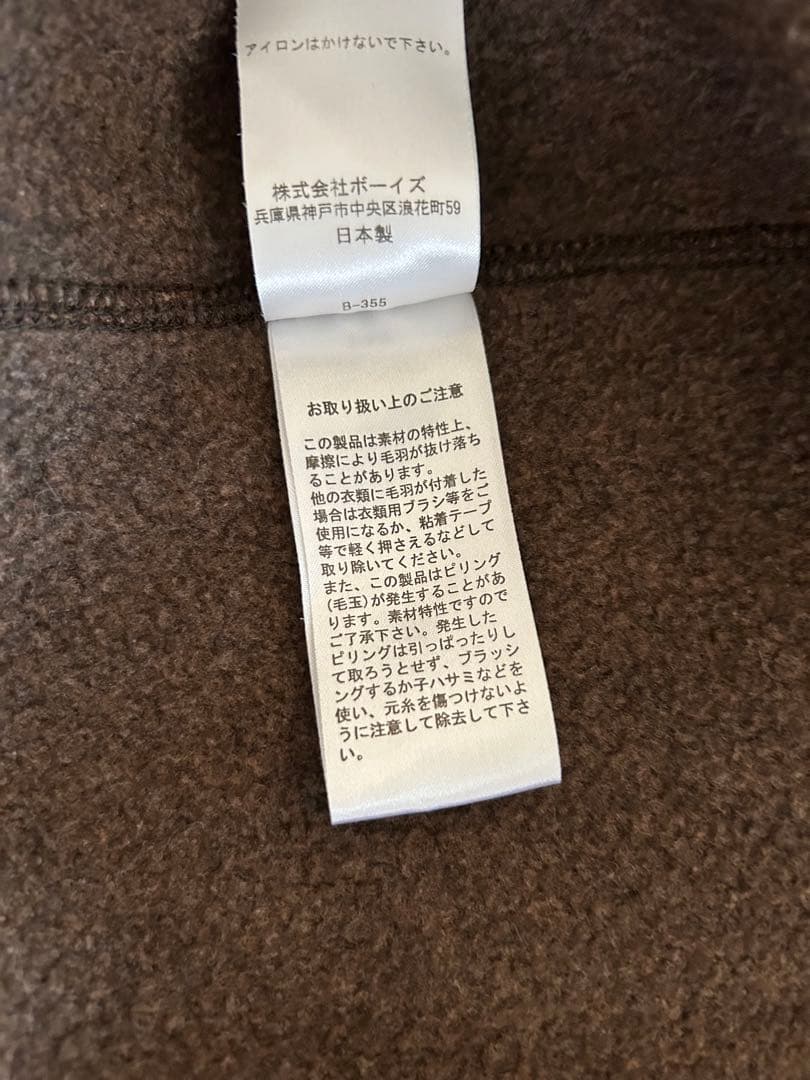 アイロンはかけないで下さい。
株式会社ボーイズ
兵庫県神戸市中央区浪花町59
日本製
B-355
お取り扱い上のご注意
この製品は素材の特性上、
摩擦により毛羽が抜け落ち
ることがあります。
他の衣類に毛羽が付着した
場合は衣類用ブラシ等をご
使用になるか、粘着テープ
等で軽く押さえるなどして
取り除いてください。
また、この製品はピリング
(毛玉)が発生することがあ
ります。素材特性ですので
ご了承下さい。発生した
ピリングは引っぱったりし
て取ろうとせず、ブラッシ
ングするか子ハサミなどを
使い、元糸を傷つけないよ
うに注意して除去して下さ
い。